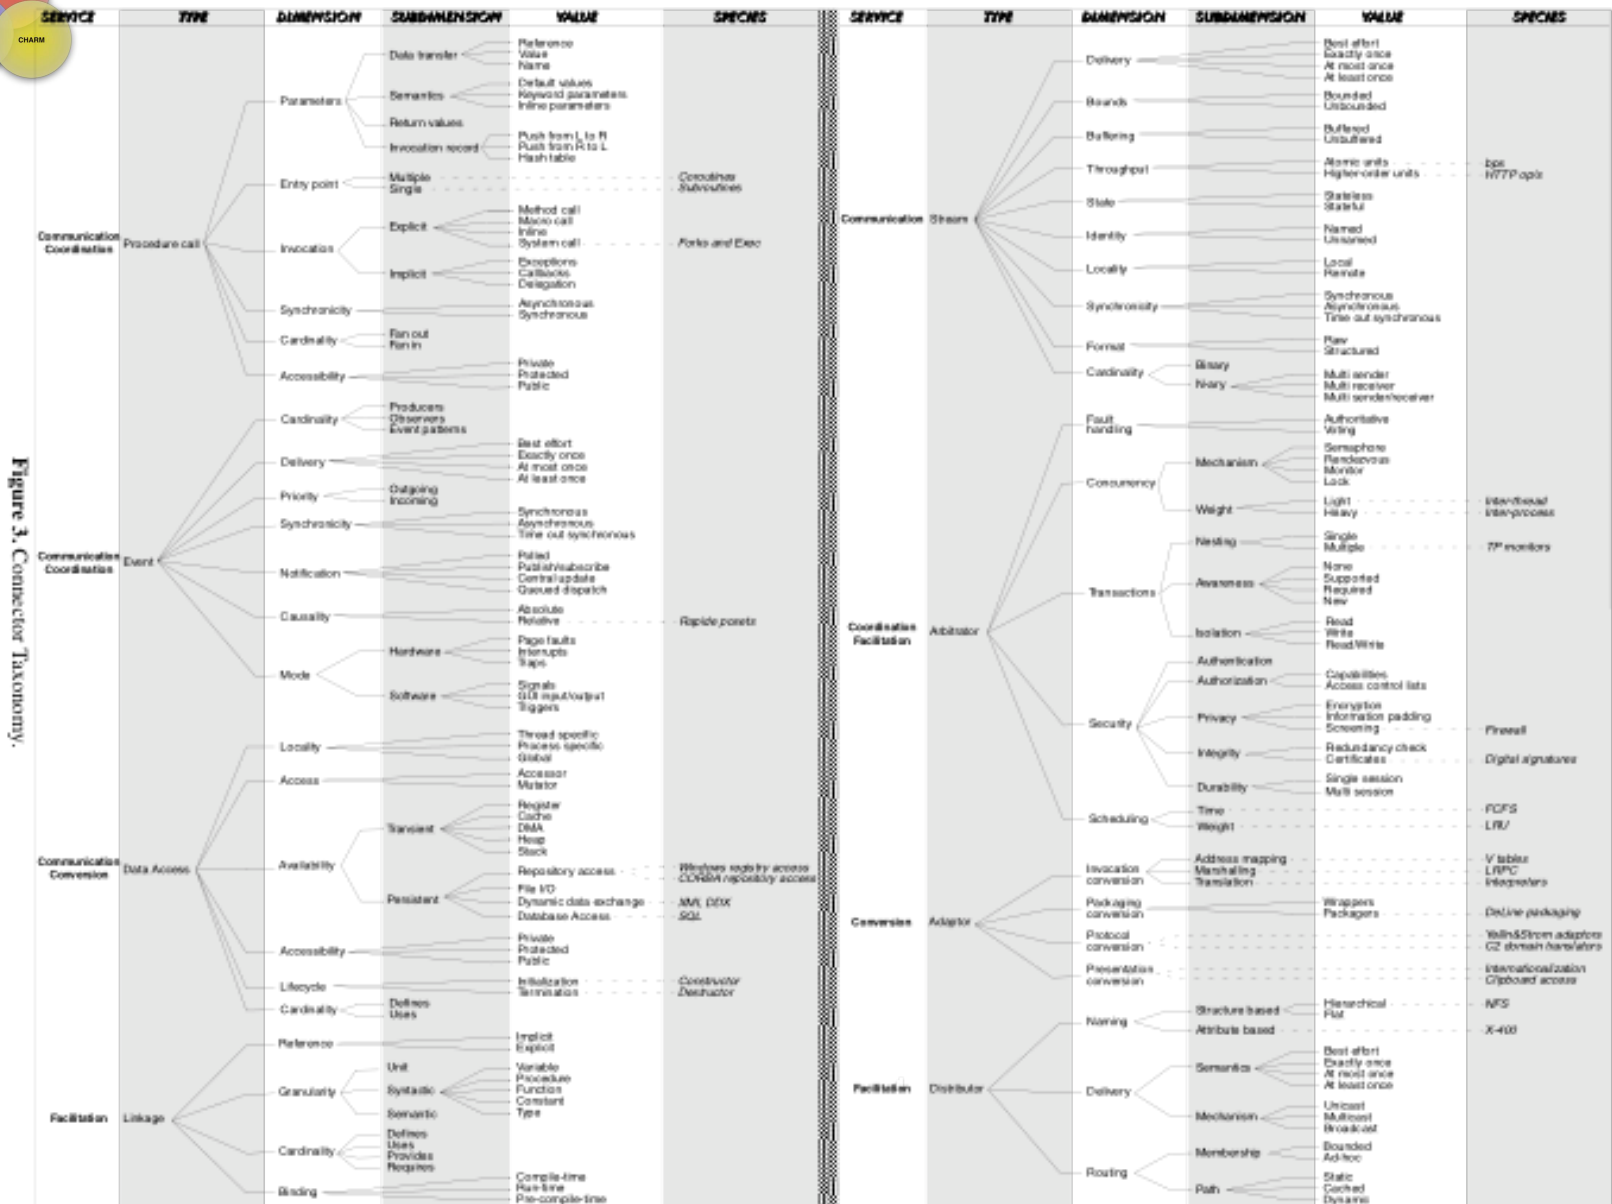 CHARM
SERVICE TYPE DIMENSION SUBDIMENSION VALUE SPECIES
Communication
Coordination
Procedure call
Parameters
Data transfer
Reference
Value
Name
Semantics
Default values
Keyword parameters
Inline parameters
Return values
Invocation record
Push from L to R
Push from R to L
Hash table
Entry point
Multiple Coroutines
Single Subroutines
Invocation
Explicit
Method call
Macro call
Inline
System call Forks and Exec
Implicit
Exceptions
Callbacks
Delegation
Synchronicity
Asynchronous
Synchronous
Cardinality
Fan out
Fan in
Accessibility
Private
Protected
Public
Communication
Coordination
Event
Cardinality
Producers
Observers
Event patterns
Delivery
Best effort
Exactly once
At most once
At least once
Priority
Outgoing
Incoming
Synchronicity
Synchronous
Asynchronous
Time out synchronous
Notification
Polled
Publish/subscribe
Central update
Queued dispatch
Causality
Absolute
Relative Rapide posets
Mode
Hardware
Page faults
Interrupts
Traps
Software
Signals
GUI input/output
Triggers
Communication
Conversion
Data Access
Locality
Thread specific
Process specific
Global
Access
Accessor
Mutator
Availability
Transient
Register
Cache
DMA
Heap
Stack
Persistent
Repository access Windows registry access
CORBA repository access
File I/O
Dynamic data exchange XML DDIX
Database Access SQL
Accessibility
Private
Protected
Public
Lifecycle
Initialization Constructor
Termination Destructor
Cardinality
Defines
Uses
Facilitation
Linkage
Reference
Implicit
Explicit
Granularity
Unit
Syntactic
Variable
Procedure
Function
Constant
Type
Semantic
Cardinality
Defines
Uses
Provides
Requires
Binding
Compile-time
Run-time
Pre-compile-time
SERVICE TYPE DIMENSION SUBDIMENSION VALUE SPECIES
Communication
Stream
Delivery
Best effort
Exactly once
At most once
At least once
Bounds
Bounded
Unbounded
Buffering
Buffered
Unbuffered
Throughput
Atomic units bps
Higher-order units HTTP opis
State
Stateless
Stateful
Identity
Named
Unnamed
Locality
Local
Remote
Synchronicity
Synchronous
Asynchronous
Time out synchronous
Format
Raw
Structured
Cardinality
Binary
N-ary
Multi sender
Multi receiver
Multi sender/receiver
Coordination
Facilitation
Arbitrator
Fault
handling
Authoritative
Voting
Concurrency
Mechanism
Semaphore
Rendezvous
Monitor
Lock
Weight
Light Inter-thread
Heavy Inter-process
Transactions
Nesting
Single
Multiple TP monitors
Awareness
None
Supported
Required
New
Isolation
Read
Write
Read/Write
Security
Authentication
Authorization
Capabilities
Access control lists
Privacy
Encryption
Information padding
Screening Firewall
Integrity
Redundancy check
Certificates Digital signatures
Durability
Single session
Multi session
Scheduling
Time FCFS
Weight LRU
Conversion
Adaptor
Invocation
conversion
Address mapping V tables
Marshalling LRPC
Translation Interpreters
Packaging
conversion
Wrappers
Packagers DeLine packaging
Protocol
conversion
Yellin&Strom adaptors
C2 domain translators
Presentation
conversion
Internationalization
Clipboard access
Facilitation
Distributor
Naming
Structure based
Hierarchical NFS
Flat
Attribute based X-400
Delivery
Semantics
Best effort
Exactly once
At most once
At least once
Mechanism
Unicast
Multicast
Broadcast
Routing
Membership
Bounded
Ad-hoc
Path
Static
Cached
Dynamic
Figure 3. Connector Taxonomy.